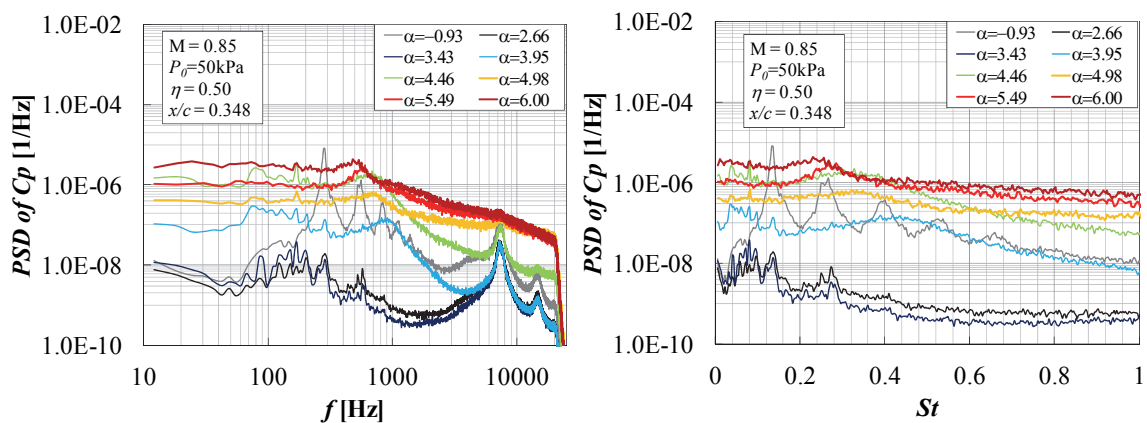 1.0E-02
1.0E-04
1.0E-06
1.0E-08
1.0E-10
PSD of Cp [1/Hz]
M = 0.85
P0=50kPa
η = 0.50
x/c = 0.348
α=−0.93 α=2.66
α=3.43 α=3.95
α=4.46 α=4.98
α=5.49 α=6.00
10 100 1000 10000
f [Hz]
1.0E-02
1.0E-04
1.0E-06
1.0E-08
1.0E-10
PSD of Cp [1/Hz]
M = 0.85
P0=50kPa
η = 0.50
x/c = 0.348
α=−0.93 α=2.66
α=3.43 α=3.95
α=4.46 α=4.98
α=5.49 α=6.00
0 0.2 0.4 0.6 0.8 1
St